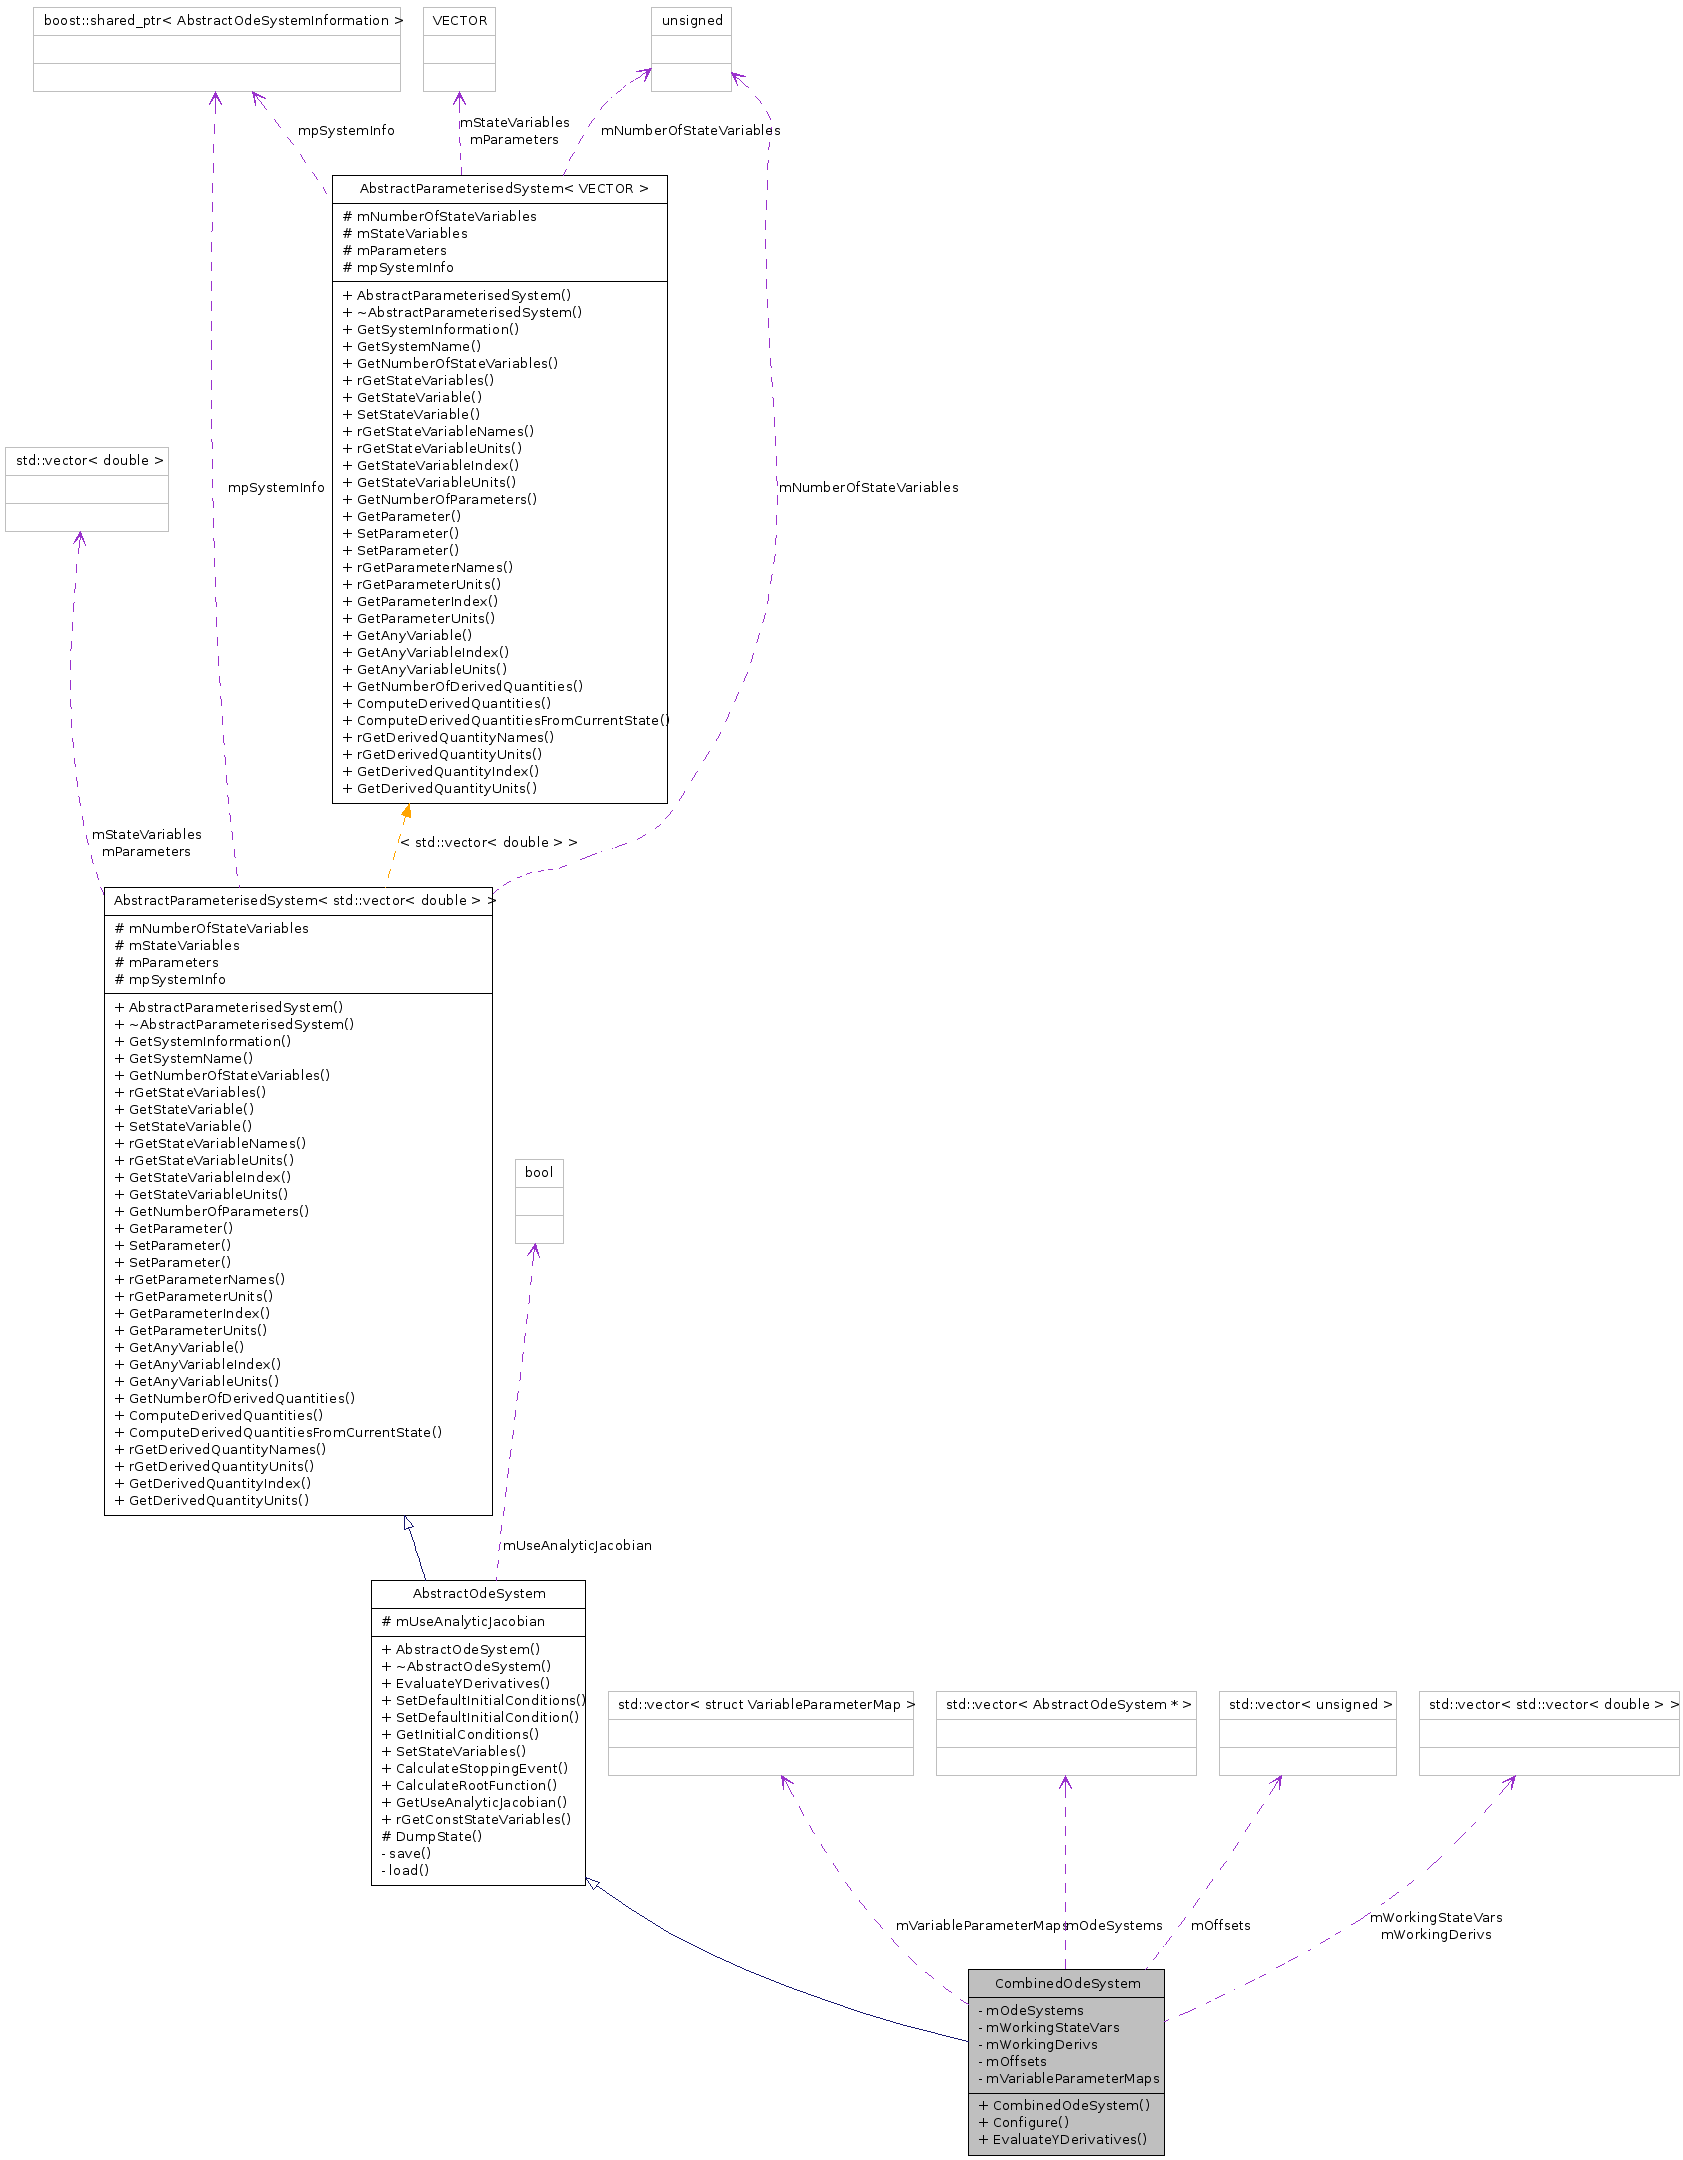 boost::shared_ptr< AbstractOdeSystemInformation >
VECTOR
unsigned
mpSystemInfo
mStateVariables
mParameters
mNumberOfStateVariables
AbstractParameterisedSystem< VECTOR >
# mNumberOfStateVariables
# mStateVariables
# mParameters
# mpSystemInfo
+ AbstractParameterisedSystem()
+ ~AbstractParameterisedSystem()
+ GetSystemInformation()
+ GetSystemName()
+ GetNumberOfStateVariables()
+ rGetStateVariables()
+ GetStateVariable()
+ SetStateVariable()
+ rGetStateVariableNames()
+ rGetStateVariableUnits()
+ GetStateVariableIndex()
+ GetStateVariableUnits()
+ GetNumberOfParameters()
+ GetParameter()
+ SetParameter()
+ SetParameter()
+ rGetParameterNames()
+ rGetParameterUnits()
+ GetParameterIndex()
+ GetParameterUnits()
+ GetAnyVariable()
+ GetAnyVariableIndex()
+ GetAnyVariableUnits()
+ GetNumberOfDerivedQuantities()
+ ComputeDerivedQuantities()
+ ComputeDerivedQuantitiesFromCurrentState()
+ rGetDerivedQuantityNames()
+ rGetDerivedQuantityUnits()
+ GetDerivedQuantityIndex()
+ GetDerivedQuantityUnits()
std::vector< double >
mpSystemInfo
mNumberOfStateVariables
mStateVariables
mParameters
< std::vector< double > >
AbstractParameterisedSystem< std::vector< double > >
# mNumberOfStateVariables
# mStateVariables
# mParameters
# mpSystemInfo
+ AbstractParameterisedSystem()
+ ~AbstractParameterisedSystem()
+ GetSystemInformation()
+ GetSystemName()
+ GetNumberOfStateVariables()
+ rGetStateVariables()
+ GetStateVariable()
+ SetStateVariable()
+ rGetStateVariableNames()
+ rGetStateVariableUnits()
+ GetStateVariableIndex()
+ GetStateVariableUnits()
+ GetNumberOfParameters()
+ GetParameter()
+ SetParameter()
+ SetParameter()
+ rGetParameterNames()
+ rGetParameterUnits()
+ GetParameterIndex()
+ GetParameterUnits()
+ GetAnyVariable()
+ GetAnyVariableIndex()
+ GetAnyVariableUnits()
+ GetNumberOfDerivedQuantities()
+ ComputeDerivedQuantities()
+ ComputeDerivedQuantitiesFromCurrentState()
+ rGetDerivedQuantityNames()
+ rGetDerivedQuantityUnits()
+ GetDerivedQuantityIndex()
+ GetDerivedQuantityUnits()
bool
mUseAnalyticJacobian
AbstractOdeSystem
# mUseAnalyticJacobian
+ AbstractOdeSystem()
+ ~AbstractOdeSystem()
+ EvaluateYDerivatives()
+ SetDefaultInitialConditions()
+ SetDefaultInitialCondition()
+ GetInitialConditions()
+ SetStateVariables()
+ CalculateStoppingEvent()
+ CalculateRootFunction()
+ GetUseAnalyticJacobian()
+ rGetConstStateVariables()
# DumpState()
- save()
- load()
std::vector< struct VariableParameterMap >
std::vector< AbstractOdeSystem * >
std::vector< unsigned >
std::vector< std::vector< double > >
mVariableParameterMaps
mOdeSystems
mOffsets
mWorkingStateVars
mWorkingDerivs
CombinedOdeSystem
- mOdeSystems
- mWorkingStateVars
- mWorkingDerivs
- mOffsets
- mVariableParameterMaps
+ CombinedOdeSystem()
+ Configure()
+ EvaluateYDerivatives()